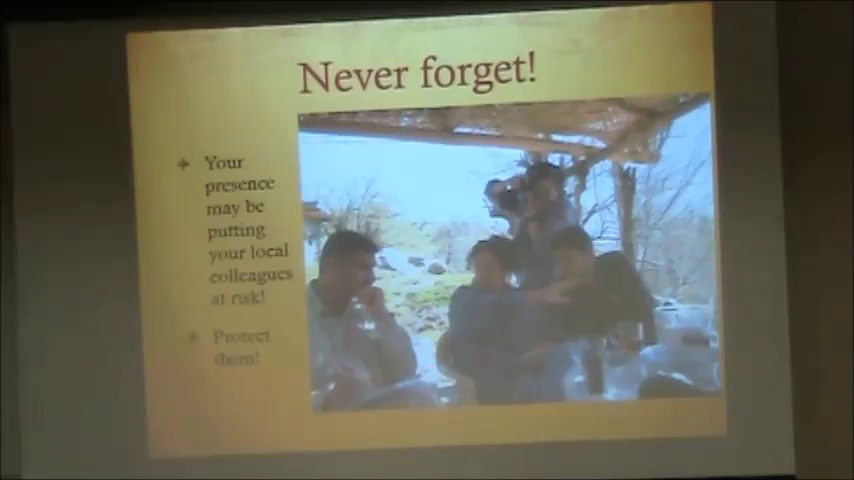 Never forget!
Your
presence
may be
putting
your local
colleagues
at risk!
Protect
them!